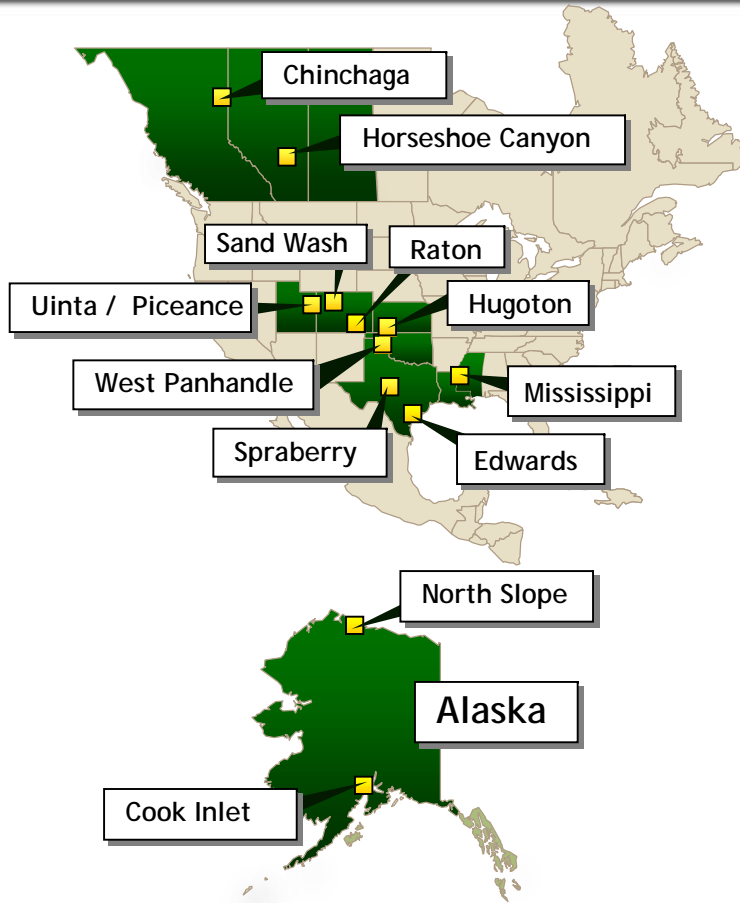 Chinchaga
Horseshoe Canyon
Sand Wash
Raton
Uinta / Piceance
Hugoton
West Panhandle
Mississippi
Spraberry
Edwards
North Slope
Alaska
Cook Inlet